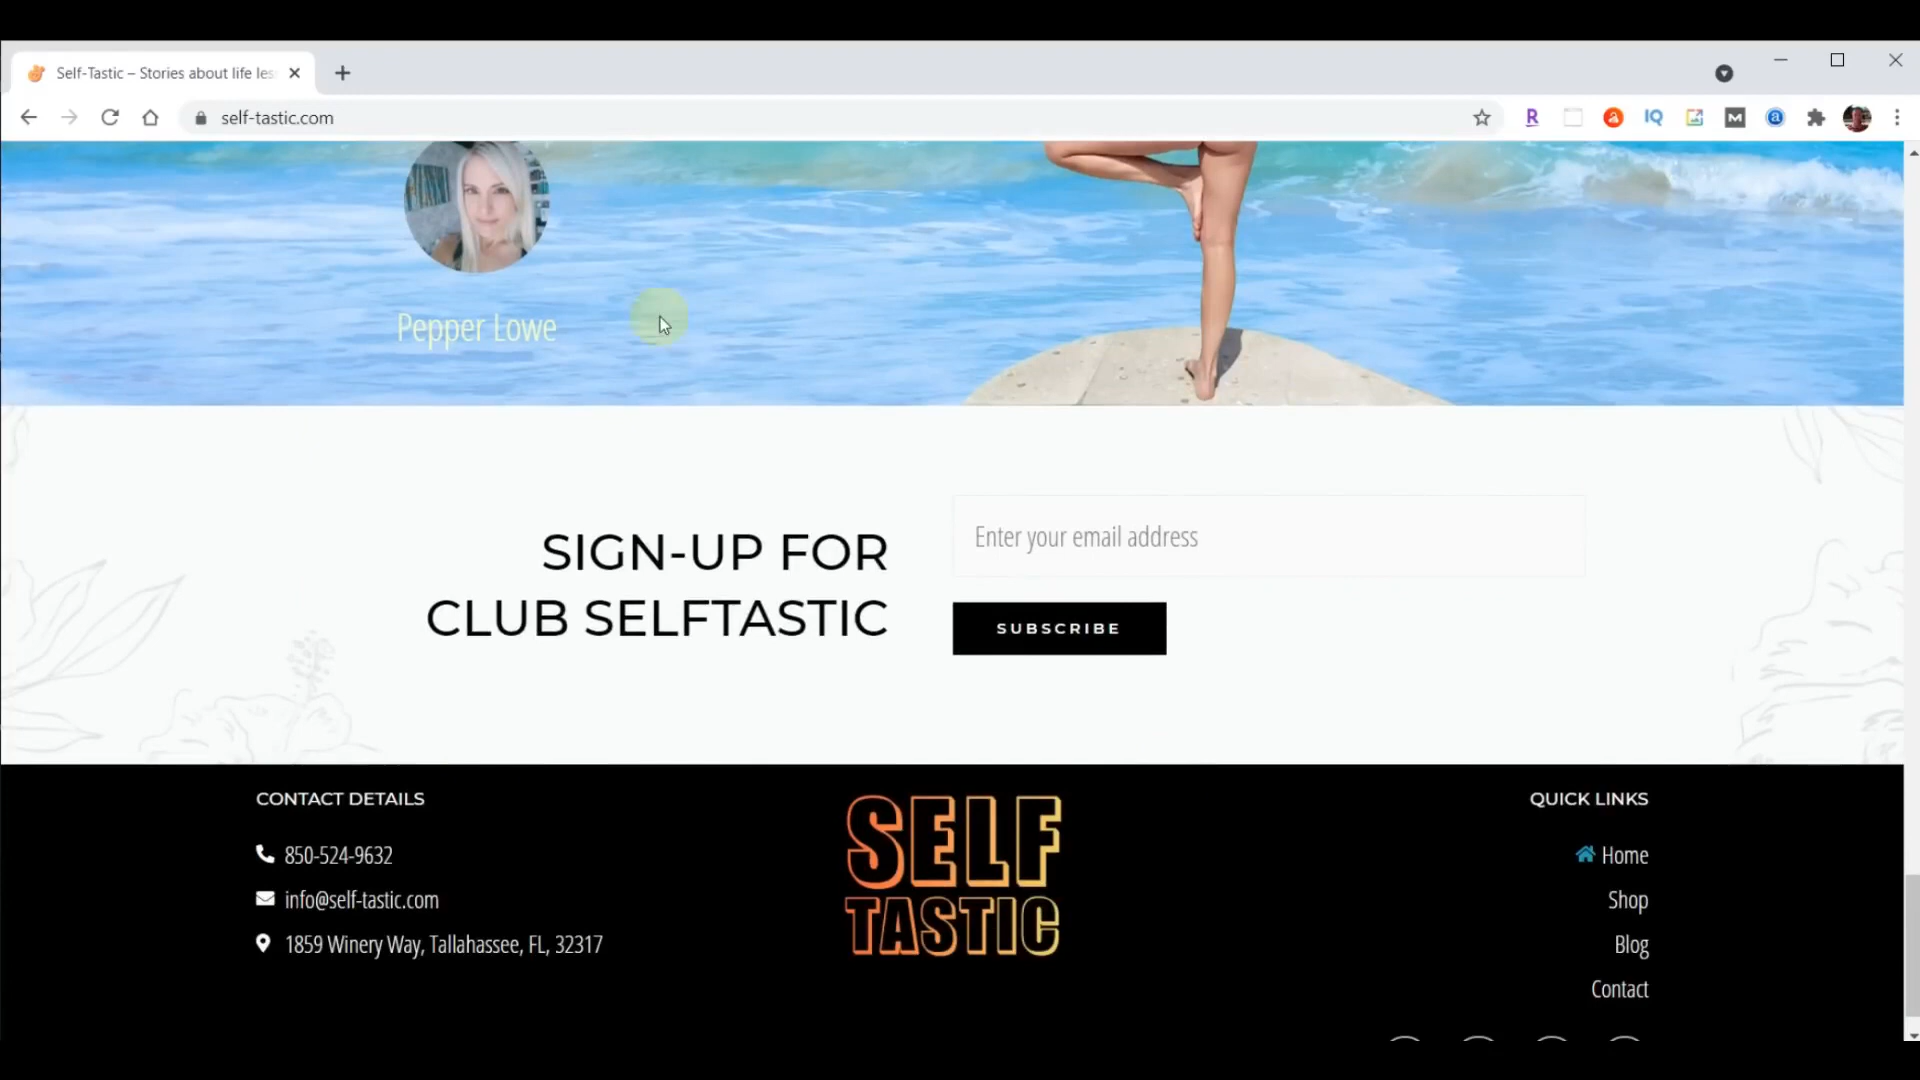 Self-Tastic – Stories about life les
self-tastic.com
Pepper Lowe
SIGN-UP FOR
CLUB SELFTASTIC
Enter your email address
SUBSCRIBE
CONTACT DETAILS
850-524-9632
info@self-tastic.com
1859 Winery Way, Tallahassee, FL, 32317
SELF
TASTIC
QUICK LINKS
Home
Shop
Blog
Contact